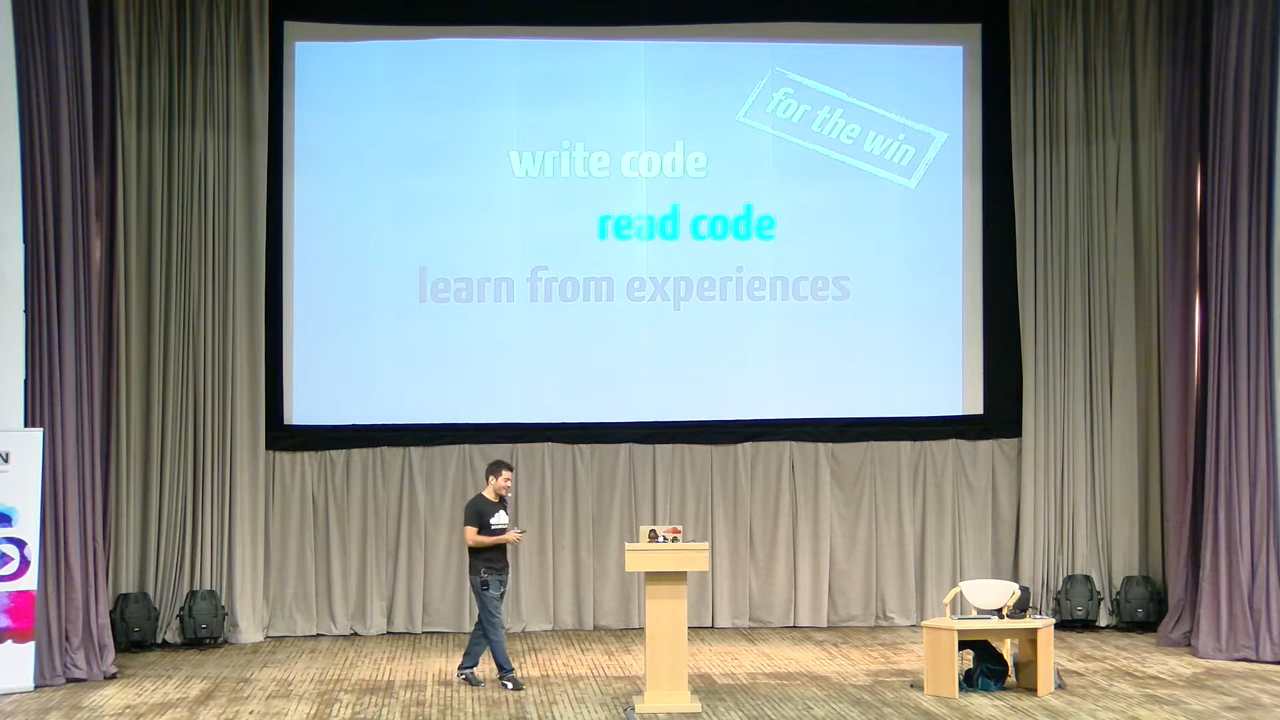 for the win
write code
read code
learn from experiences
N